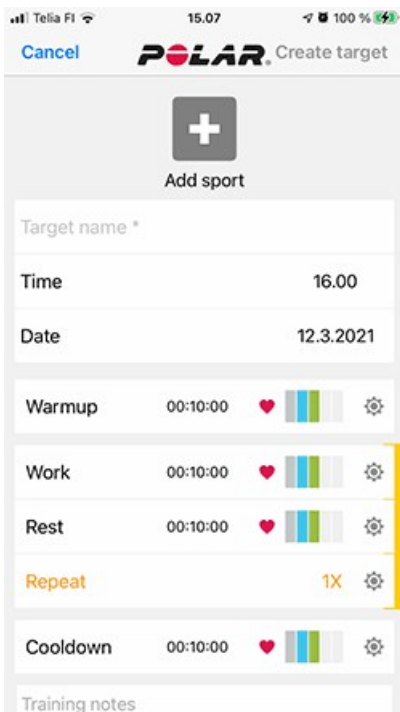 Telia FI 15.07 100 %
Cancel POLAR. Create target
Add sport
Target name *
Time 16.00
Date 12.3.2021
Warmup 00:10:00
Work 00:10:00
Rest 00:10:00
Repeat 1X
Cooldown 00:10:00
Training notes